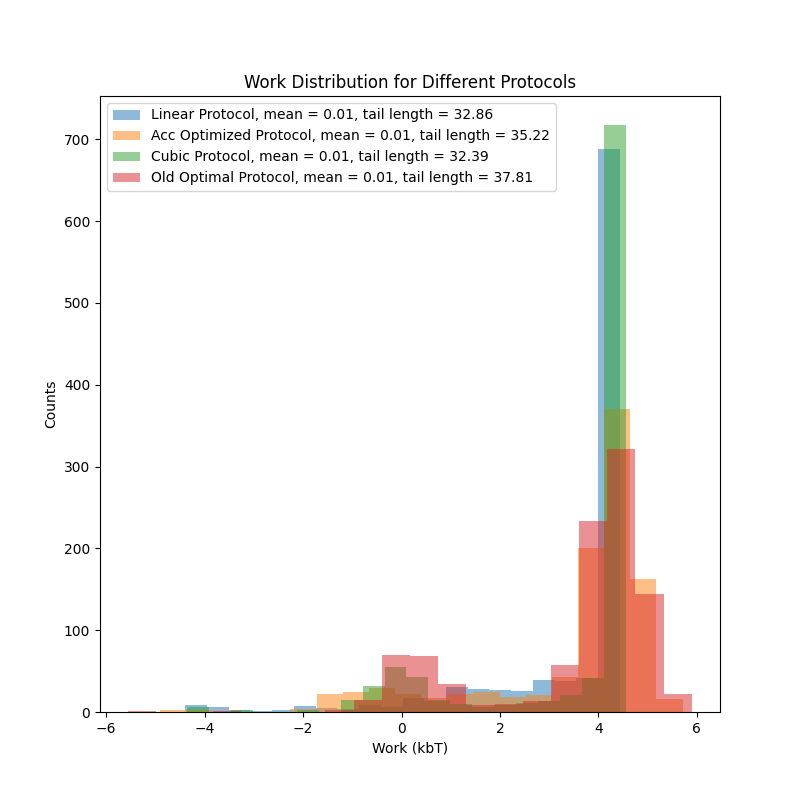 Work Distribution for Different Protocols
Linear Protocol, mean = 0.01, tail length = 32.86
Acc Optimized Protocol, mean = 0.01, tail length = 35.22
Cubic Protocol, mean = 0.01, tail length = 32.39
Old Optimal Protocol, mean = 0.01, tail length = 37.81
700
600
500
400
300
200
100
0
Counts
−6 −4 −2 0 2 4 6
Work (kbT)